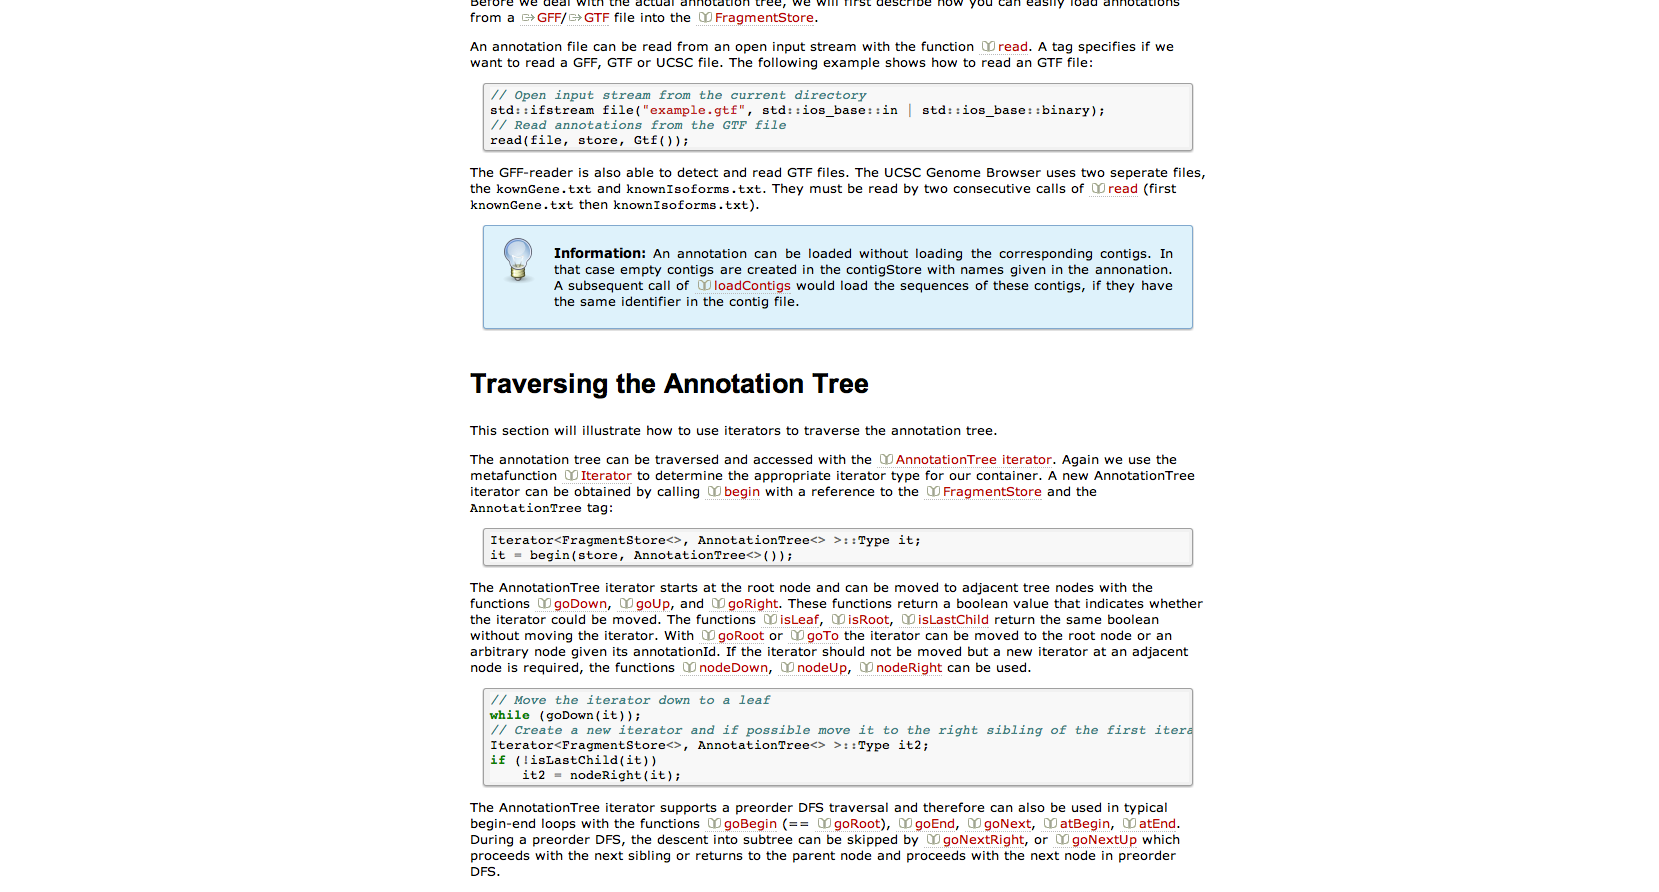 Before we deal with the actual annotation tree, we will first describe how you can easily load annotations
from a GFF/GTF file into the FragmentStore.
An annotation file can be read from an open input stream with the function read. A tag specifies if we
want to read a GFF, GTF or UCSC file. The following example shows how to read an GTF file:
// Open input stream from the current directory
std::ifstream file("example.gtf", std::ios_base::in | std::ios_base::binary);
// Read annotations from the GTF file
read(file, store, Gtf());
The GFF-reader is also able to detect and read GTF files. The UCSC Genome Browser uses two seperate files,
the kownGene.txt and knownIsoforms.txt. They must be read by two consecutive calls of read (first
knownGene.txt then knownIsoforms.txt).
Information: An annotation can be loaded without loading the corresponding contigs. In
that case empty contigs are created in the contigStore with names given in the annonation.
A subsequent call of loadContigs would load the sequences of these contigs, if they have
the same identifier in the contig file.
Traversing the Annotation Tree
This section will illustrate how to use iterators to traverse the annotation tree.
The annotation tree can be traversed and accessed with the AnnotationTree iterator. Again we use the
metafunction Iterator to determine the appropriate iterator type for our container. A new AnnotationTree
iterator can be obtained by calling begin with a reference to the FragmentStore and the
AnnotationTree tag:
Iterator<FragmentStore<>, AnnotationTree<> >::Type it;
it = begin(store, AnnotationTree<>());
The AnnotationTree iterator starts at the root node and can be moved to adjacent tree nodes with the
functions goDown, goUp, and goRight. These functions return a boolean value that indicates whether
the iterator could be moved. The functions isLeaf, isRoot, isLastChild return the same boolean
without moving the iterator. With goRoot or goTo the iterator can be moved to the root node or an
arbitrary node given its annotationId. If the iterator should not be moved but a new iterator at an adjacent
node is required, the functions nodeDown, nodeUp, nodeRight can be used.
// Move the iterator down to a leaf
while (goDown(it));
// Create a new iterator and if possible move it to the right sibling of the first itera
Iterator<FragmentStore<>, AnnotationTree<> >::Type it2;
if (!isLastChild(it))
    it2 = nodeRight(it);
The AnnotationTree iterator supports a preorder DFS traversal and therefore can also be used in typical
begin-end loops with the functions goBegin (== goRoot), goEnd, goNext, atBegin, atEnd.
During a preorder DFS, the descent into subtree can be skipped by goNextRight, or goNextUp which
proceeds with the next sibling or returns to the parent node and proceeds with the next node in preorder
DFS.